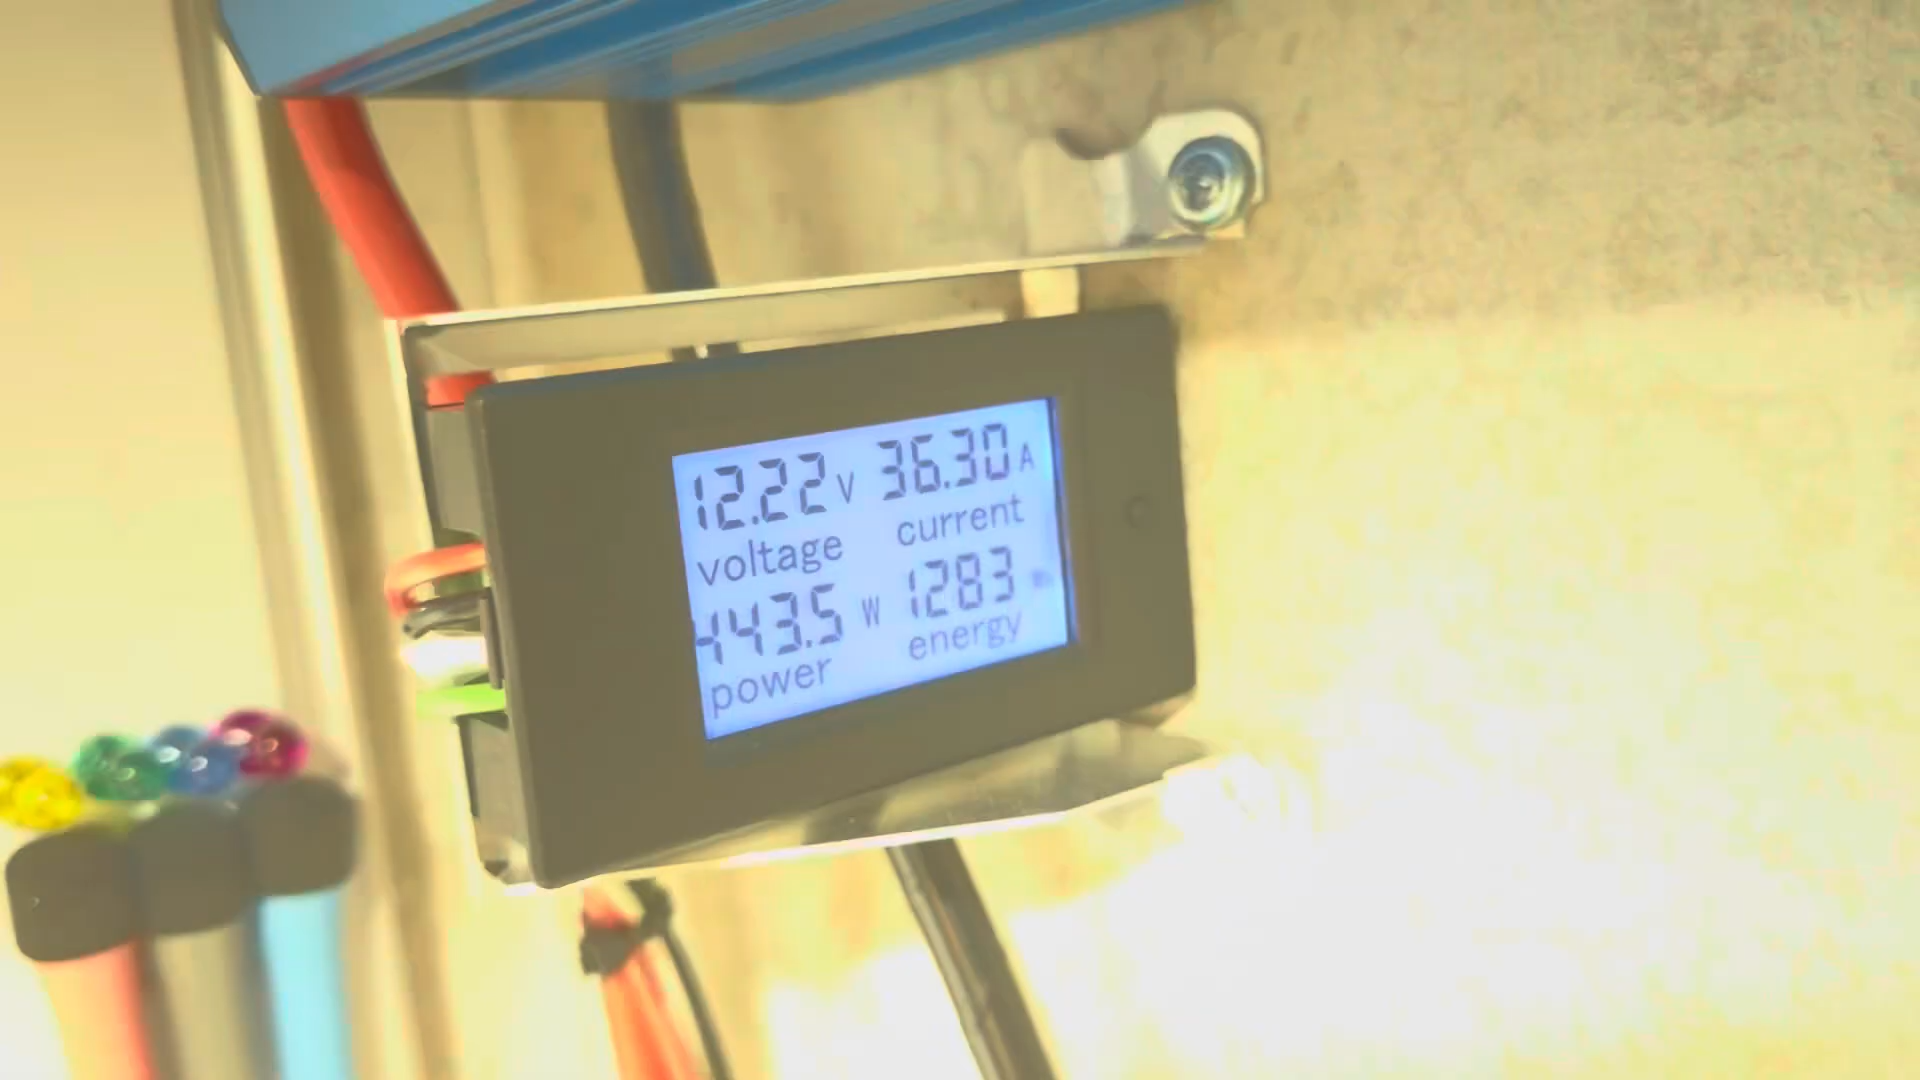 12.22 V 36.30 A
voltage current
443.5 W 1283
power energy